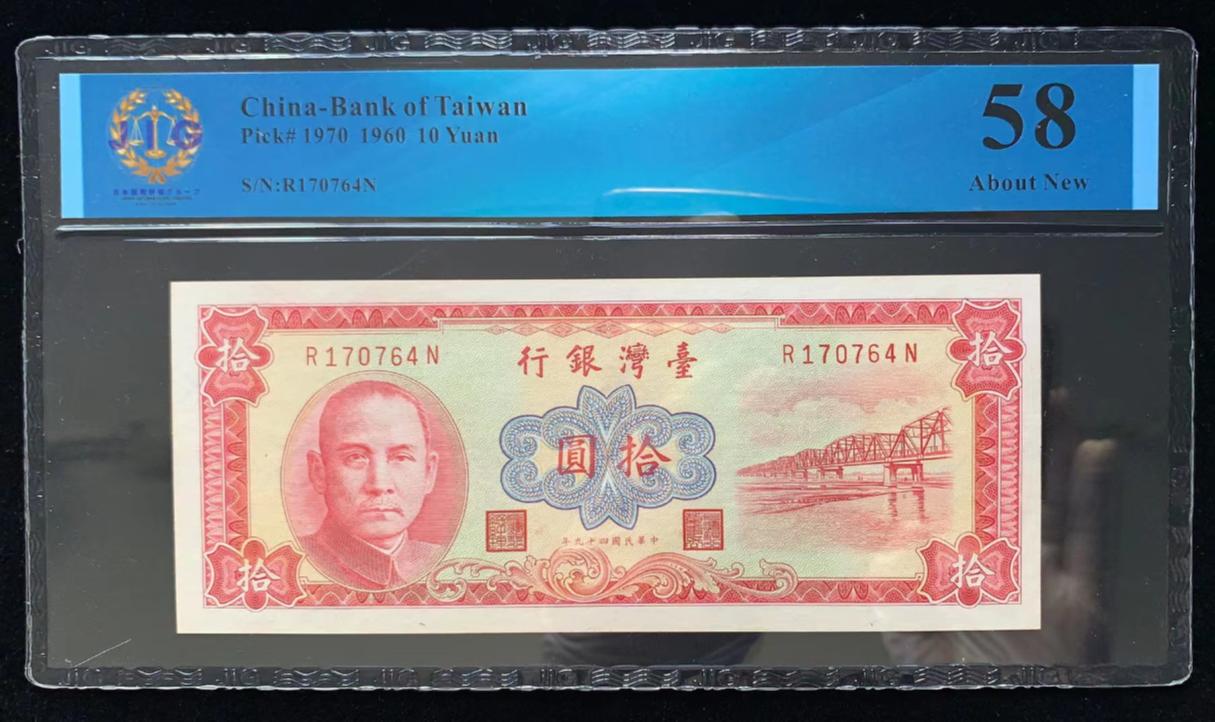 JIG
China-Bank of Taiwan
Pick# 1970 1960 10 Yuan
S/N:R170764N
58
About New
拾
R170764N
行銀灣臺
R170764N
拾
圓拾
年九十四國民華中
拾
拾